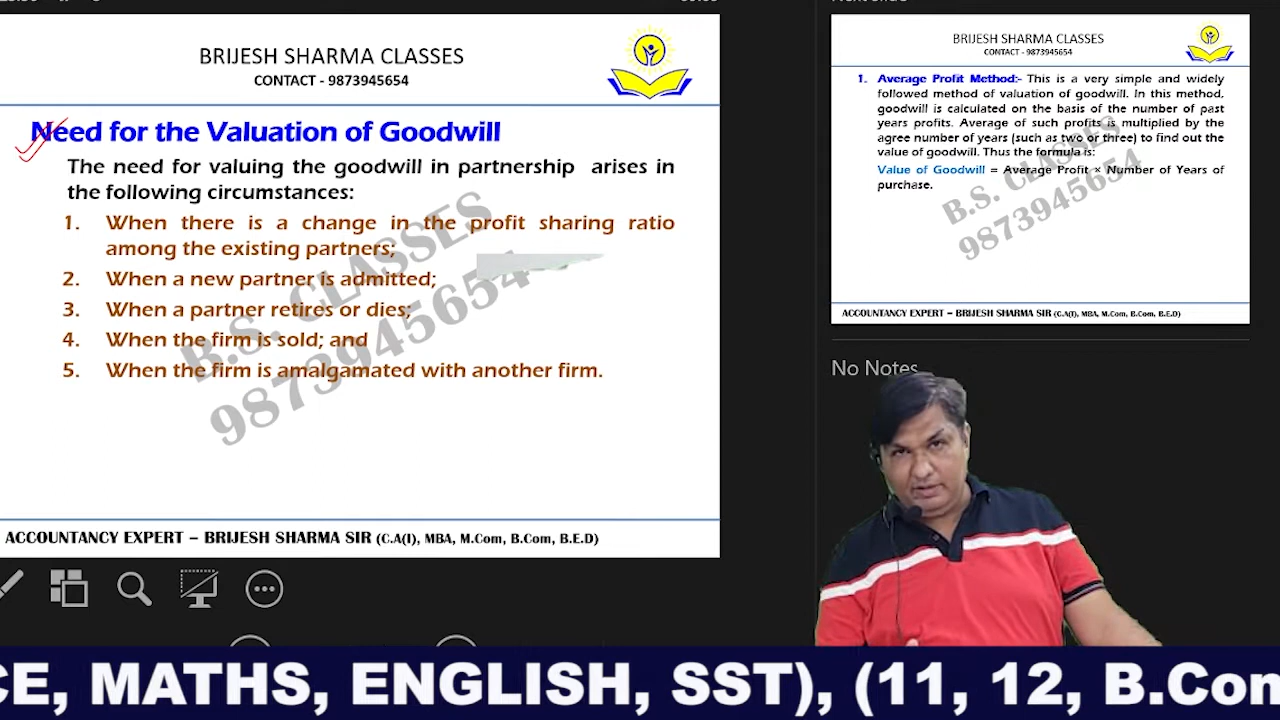 BRIJESH SHARMA CLASSES
CONTACT - 9873945654
Need for the Valuation of Goodwill
The need for valuing the goodwill in partnership arises in
the following circumstances:
1. When there is a change in the profit sharing ratio
among the existing partners;
2. When a new partner is admitted;
3. When a partner retires or dies;
4. When the firm is sold; and
5. When the firm is amalgamated with another firm.
B.S. CLASSES
9873945654
ACCOUNTANCY EXPERT – BRIJESH SHARMA SIR (C.A(I), MBA, M.Com, B.Com, B.E.D)
BRIJESH SHARMA CLASSES
CONTACT - 9873945654
1. Average Profit Method:- This is a very simple and widely
followed method of valuation of goodwill. In this method,
goodwill is calculated on the basis of the number of past
years profits. Average of such profits is multiplied by the
agree number of years (such as two or three) to find out the
value of goodwill. Thus the formula is:
Value of Goodwill = Average Profit × Number of Years of
purchase.
B.S. CLASSES
9873945654
ACCOUNTANCY EXPERT – BRIJESH SHARMA SIR (C.A(I), MBA, M.Com, B.Com, B.E.D)
No Notes
CE, MATHS, ENGLISH, SST), (11, 12, B.Com